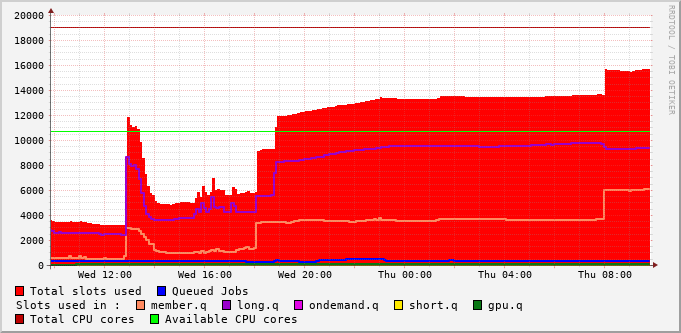 20000
18000
16000
14000
12000
10000
8000
6000
4000
2000
0
Wed 12:00 Wed 16:00 Wed 20:00 Thu 00:00 Thu 04:00 Thu 08:00
RRDTOOL / TOBI OETIKER
Total slots used Queued Jobs
Slots used in : member.q long.q ondemand.q short.q gpu.q
Total CPU cores Available CPU cores